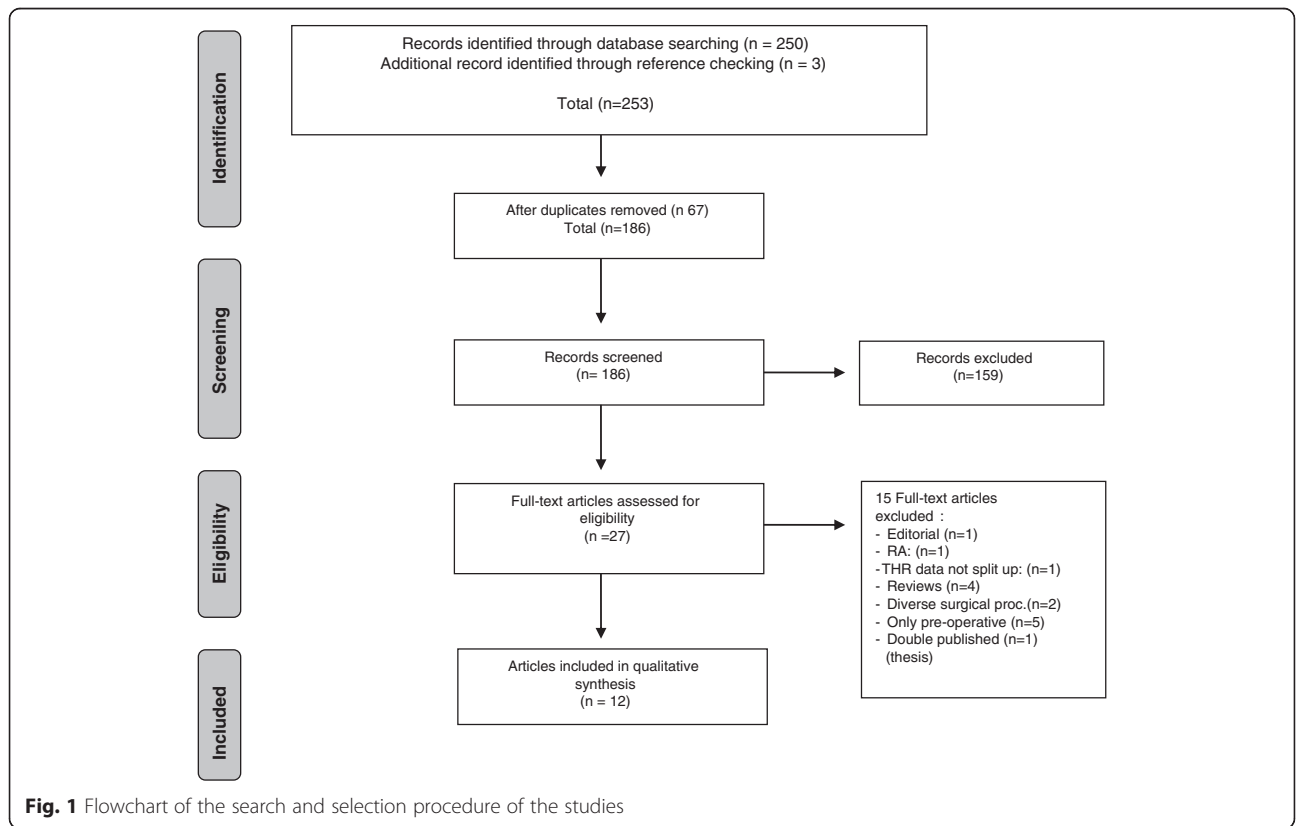 Identification
Records identified through database searching (n = 250)
Additional record identified through reference checking (n = 3)
Total (n=253)
After duplicates removed (n 67)
Total (n=186)
Screening
Records screened
(n= 186)
Records excluded
(n=159)
Eligibility
Full-text articles assessed for
eligibility
(n =27)
15 Full-text articles
excluded :
- Editorial (n=1)
- RA: (n=1)
-THR data not split up: (n=1)
- Reviews (n=4)
- Diverse surgical proc.(n=2)
- Only pre-operative (n=5)
- Double published (n=1)
(thesis)
Included
Articles included in qualitative
synthesis
(n = 12)
Fig. 1 Flowchart of the search and selection procedure of the studies